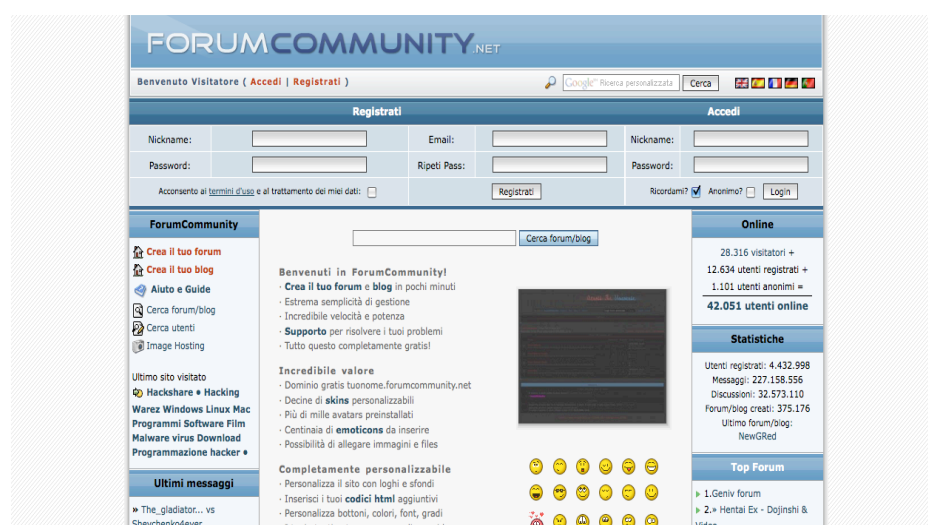 FORUMCOMMUNITY.NET
Benvenuto Visitatore ( Accedi | Registrati )
Google™ Ricerca personalizzata
Cerca
Registrati
Accedi
Nickname:
Email:
Nickname:
Password:
Ripeti Pass:
Password:
Acconsento ai termini d'uso e al trattamento dei miei dati:
Registrati
Ricordami?
Anonimo?
Login
ForumCommunity
Crea il tuo forum
Crea il tuo blog
Aiuto e Guide
Cerca forum/blog
Cerca utenti
Image Hosting
Ultimo sito visitato
Hackshare • Hacking
Warez Windows Linux Mac
Programmi Software Film
Malware virus Download
Programmazione hacker •
Ultimi messaggi
» The_gladiator... vs
Shevchenko4ever
Cerca forum/blog
Benvenuti in ForumCommunity!
· Crea il tuo forum e blog in pochi minuti
· Estrema semplicità di gestione
· Incredibile velocità e potenza
· Supporto per risolvere i tuoi problemi
· Tutto questo completamente gratis!
Incredibile valore
· Dominio gratis tuonome.forumcommunity.net
· Decine di skins personalizzabili
· Più di mille avatars preinstallati
· Centinaia di emoticons da inserire
· Possibilità di allegare immagini e files
Completamente personalizzabile
· Personalizza il sito con loghi e sfondi
· Inserisci i tuoi codici html aggiuntivi
· Personalizza bottoni, colori, font, gradi
Online
28.316 visitatori +
12.634 utenti registrati +
1.101 utenti anonimi =
42.051 utenti online
Statistiche
Utenti registrati: 4.432.998
Messaggi: 227.158.556
Discussioni: 32.573.110
Forum/blog creati: 375.176
Ultimo forum/blog:
NewGRed
Top Forum
1.Geniv forum
2.» Hentai Ex - Dojinshi &
Video